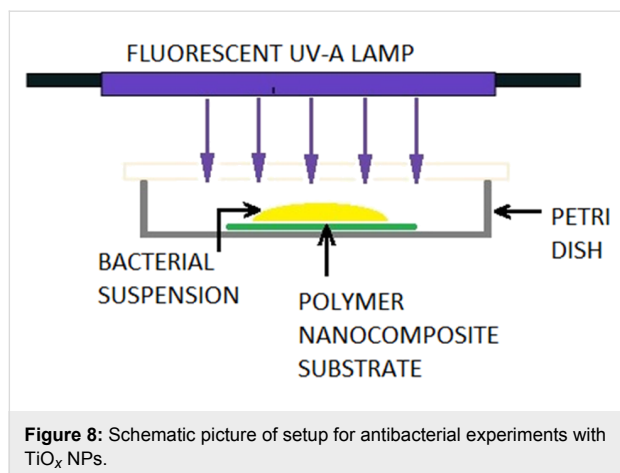 FLUORESCENT UV-A LAMP
BACTERIAL
SUSPENSION
POLYMER
NANOCOMPOSITE
SUBSTRATE
PETRI
DISH
Figure 8: Schematic picture of setup for antibacterial experiments with
TiOx NPs.